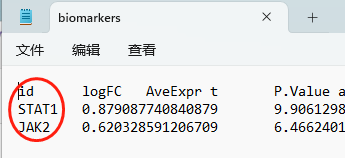 biomarkers
文件 编辑 查看
id logFC AveExpr t P.Value a
STAT1 0.879087740840879 9.9061298
JAK2 0.620328591206709 6.4662401